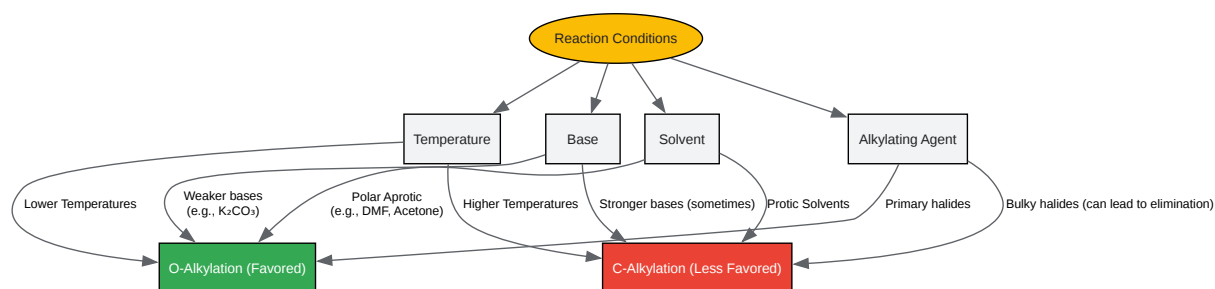 Reaction Conditions
Temperature
Base
Solvent
Alkylating Agent
Lower Temperatures
Weaker bases
(e.g., K₂CO₃)
Polar Aprotic
(e.g., DMF, Acetone)
Higher Temperatures
Stronger bases (sometimes)
Protic Solvents
Primary halides
Bulky halides (can lead to elimination)
O-Alkylation (Favored)
C-Alkylation (Less Favored)